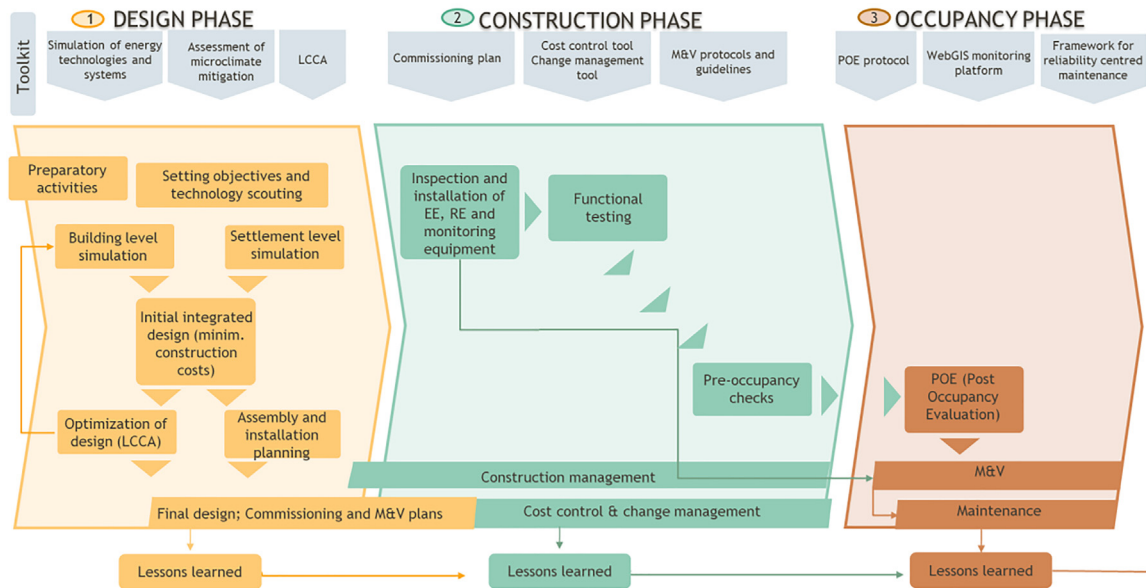 1 DESIGN PHASE
2 CONSTRUCTION PHASE
3 OCCUPANCY PHASE
Toolkit
Simulation of energy
technologies and
systems
Assessment of
microclimate
mitigation
LCCA
Commissioning plan
Cost control tool
Change management
tool
M&V protocols and
guidelines
POE protocol
WebGIS monitoring
platform
Framework for
reliability centred
maintenance
Preparatory
activities
Setting objectives and
technology scouting
Building level
simulation
Settlement level
simulation
Initial integrated
design (minim.
construction
costs)
Optimization of
design (LCCA)
Assembly and
installation
planning
Inspection and
installation of
EE, RE and
monitoring
equipment
Functional
testing
Pre-occupancy
checks
POE (Post
Occupancy
Evaluation)
Construction management
M&V
Final design; Commissioning and M&V plans
Cost control & change management
Maintenance
Lessons learned
Lessons learned
Lessons learned